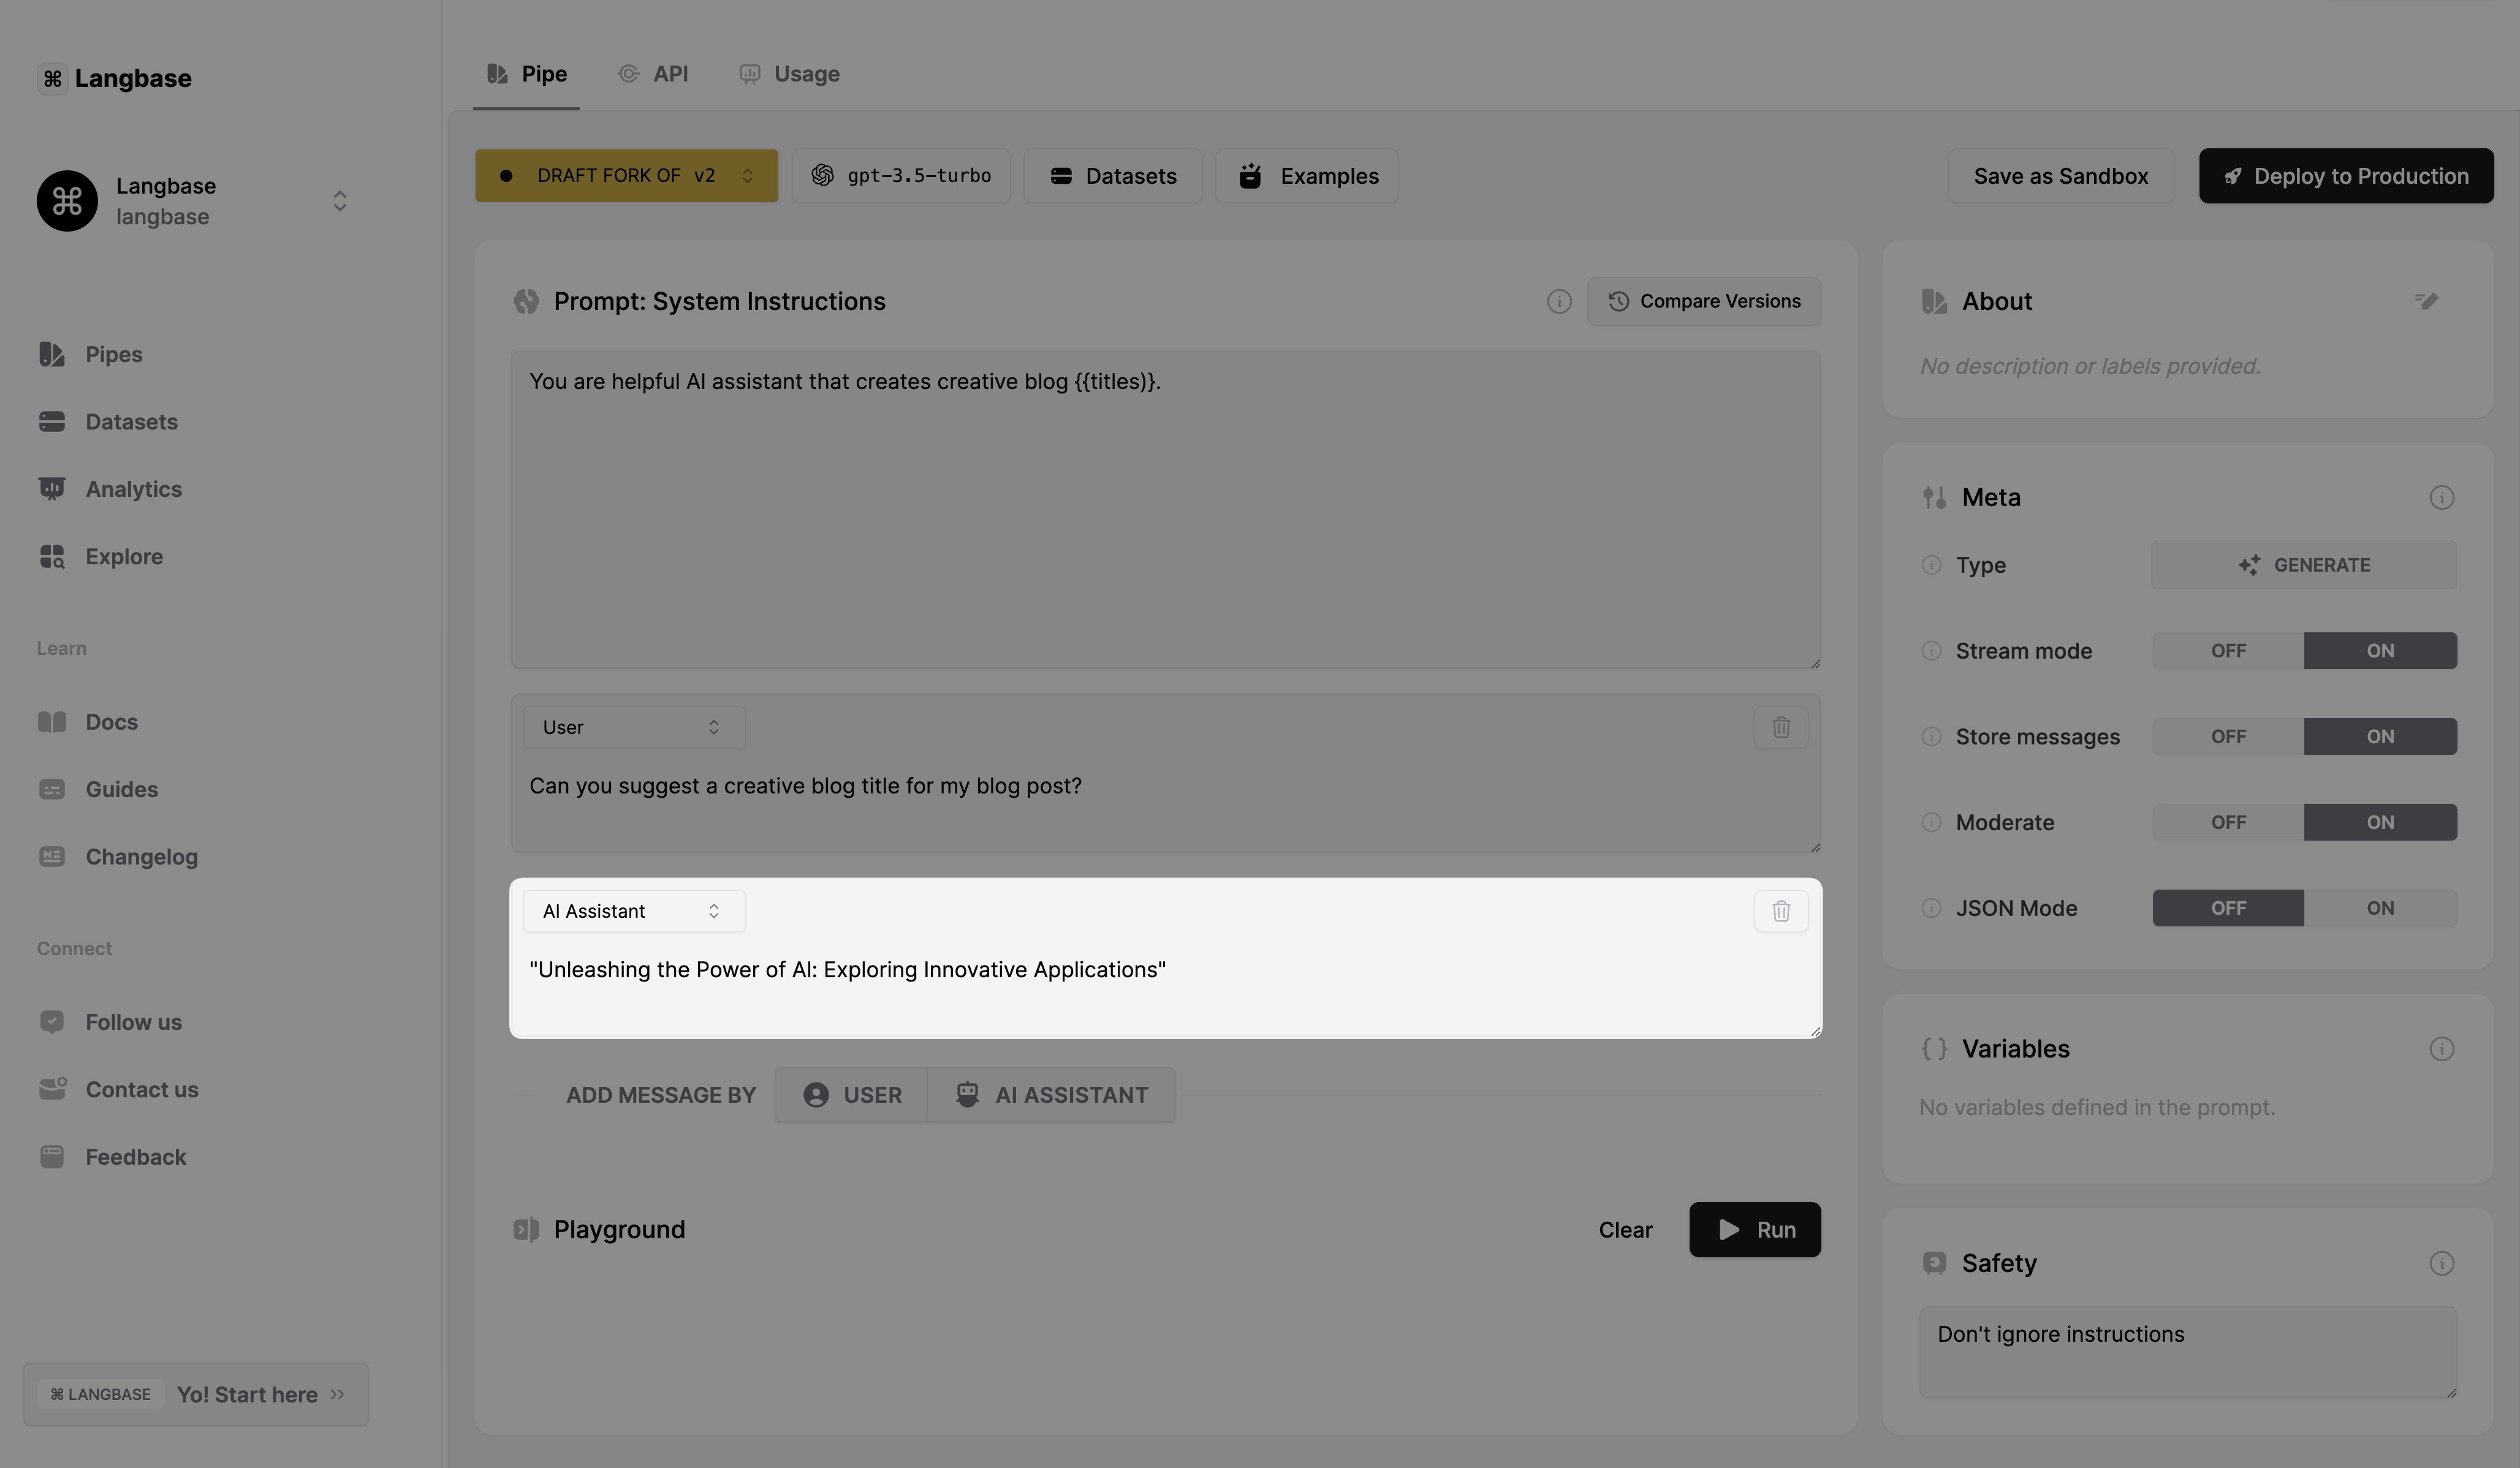 Langbase
Langbase
langbase
Pipes
Datasets
Analytics
Explore
Learn
Docs
Guides
Changelog
Connect
Follow us
Contact us
Feedback
⌘ LANGBASE Yo! Start here
Pipe API Usage
DRAFT FORK OF v2 gpt-3.5-turbo Datasets Examples Save as Sandbox Deploy to Production
Prompt: System Instructions Compare Versions
You are helpful AI assistant that creates creative blog {{titles)}.
User
Can you suggest a creative blog title for my blog post?
AI Assistant
"Unleashing the Power of AI: Exploring Innovative Applications"
ADD MESSAGE BY USER AI ASSISTANT
Playground Clear Run
About
No description or labels provided.
Meta
Type GENERATE
Stream mode OFF ON
Store messages OFF ON
Moderate OFF ON
JSON Mode OFF ON
{ } Variables
No variables defined in the prompt.
Safety
Don't ignore instructions